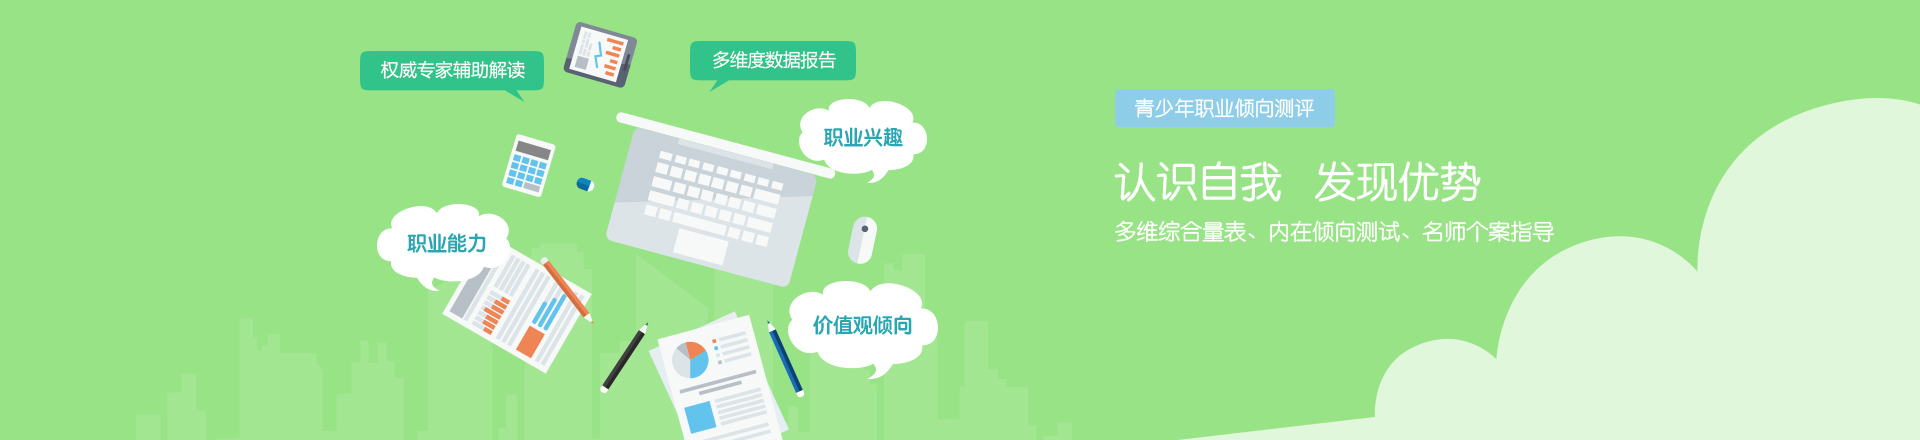 权威专家辅助解读
多维度数据报告
职业兴趣
职业能力
价值观倾向
青少年职业倾向测评
认识自我 发现优势
多维综合量表、内在倾向测试、名师个案指导